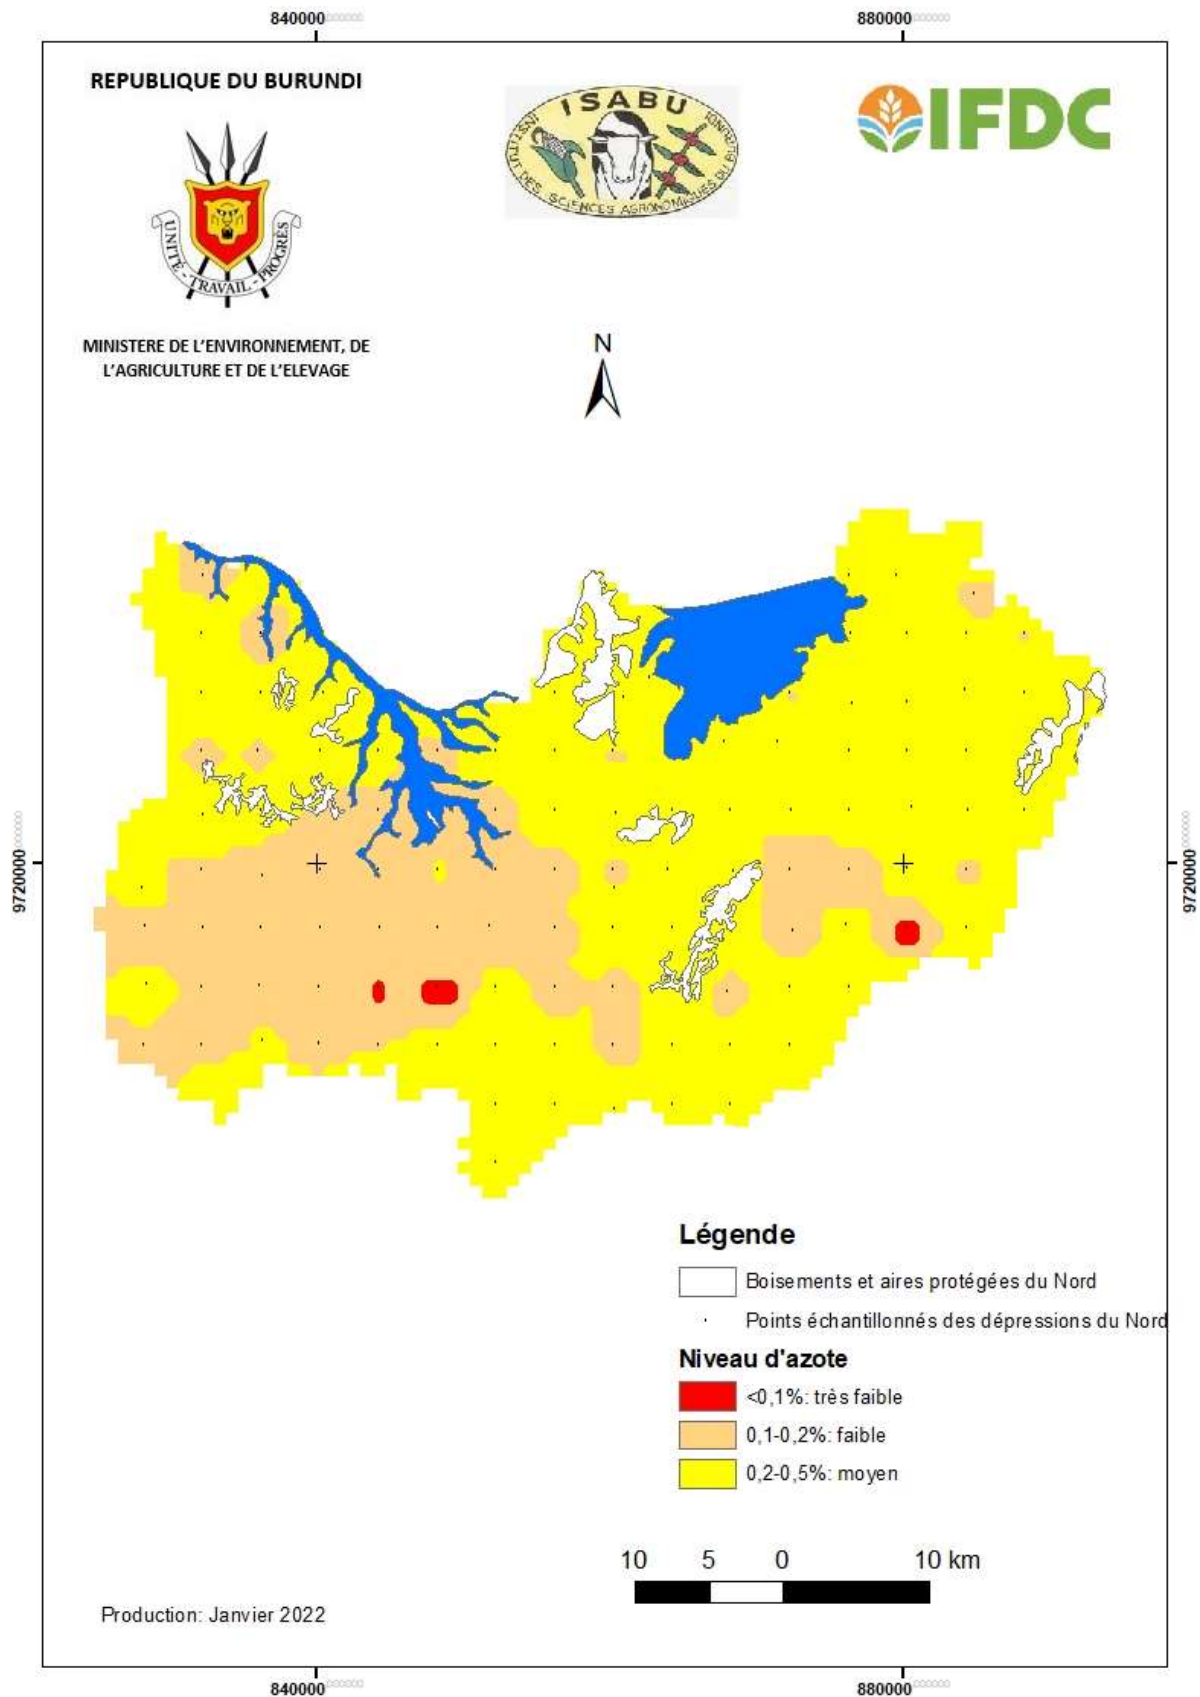 840000 880000
REPUBLIQUE DU BURUNDI
UNITÉ - TRAVAIL - PROGRÈS
ISABU
INSTITUT DES SCIENCES AGRONOMIQUES DU BURUNDI
IFDC
MINISTERE DE L'ENVIRONNEMENT, DE
L'AGRICULTURE ET DE L'ELEVAGE
N
9720000 9720000
Légende
Boisements et aires protégées du Nord
Points échantillonnés des dépressions du Nord
Niveau d'azote
<0,1%: très faible
0,1-0,2%: faible
0,2-0,5%: moyen
10 5 0 10 km
Production: Janvier 2022
840000 880000